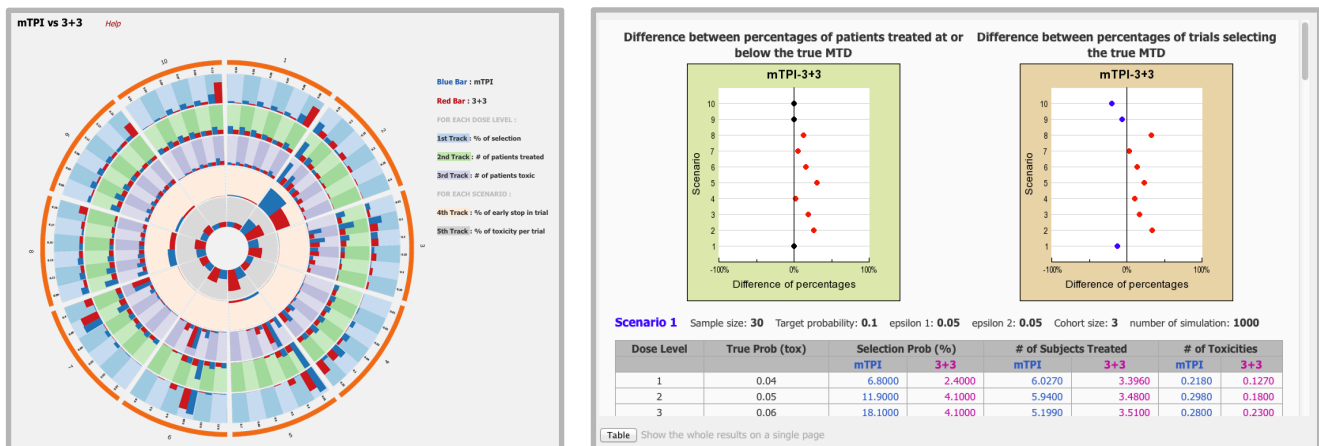 mTPI vs 3+3 Help
10
1
2
3
4
5
6
7
8
9
Blue Bar : mTPI
Red Bar : 3+3
FOR EACH DOSE LEVEL :
1st Track : % of selection
2nd Track : # of patients treated
3rd Track : # of patients toxic
FOR EACH SCENARIO :
4th Track : % of early stop in trial
5th Track : % of toxicity per trial
Difference between percentages of patients treated at or
below the true MTD
mTPI-3+3
Scenario
10
9
8
7
6
5
4
3
2
1
-100% 0% 100%
Difference of percentages
Difference between percentages of trials selecting
the true MTD
mTPI-3+3
Scenario
10
9
8
7
6
5
4
3
2
1
-100% 0% 100%
Difference of percentages
Scenario 1 Sample size: 30 Target probability: 0.1 epsilon 1: 0.05 epsilon 2: 0.05 Cohort size: 3 number of simulation: 1000
Dose Level True Prob (tox) Selection Prob (%) # of Subjects Treated # of Toxicities
mTPI 3+3 mTPI 3+3 mTPI 3+3
1 0.04 6.8000 2.4000 6.0270 3.3960 0.2180 0.1270
2 0.05 11.9000 4.1000 5.9400 3.4800 0.2980 0.1800
3 0.06 18.1000 4.1000 5.1990 3.5100 0.2800 0.2300
Table Show the whole results on a single page